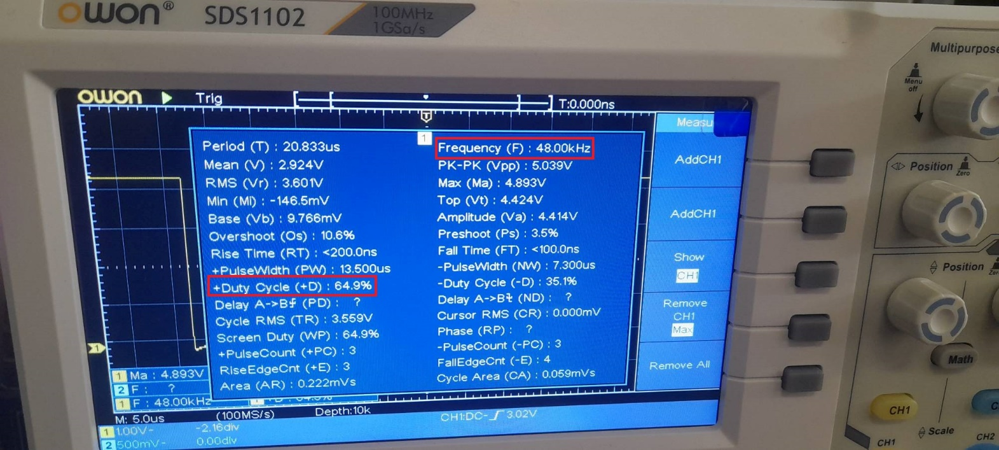 owon® SDS1102 100MHz
1GSa/s
Multipurpose
Menu
off
owon Trig T:0.000ns
T
1
Measu
Period (T) : 20.833us Frequency (F) : 48.00kHz
Mean (V) : 2.924V PK-PK (Vpp) : 5.039V
RMS (Vr) : 3.601V Max (Ma) : 4.893V
Min (Mi) : -146.5mV Top (Vt) : 4.424V
Base (Vb) : 9.766mV Amplitude (Va) : 4.414V
Overshoot (Os) : 10.6% Preshoot (Ps) : 3.5%
Rise Time (RT) : <200.0ns Fall Time (FT) : <100.0ns
+PulseWidth (PW) : 13.500us -PulseWidth (NW) : 7.300us
+Duty Cycle (+D) : 64.9% -Duty Cycle (-D) : 35.1%
Delay A->B (PD) : ? Delay A->B (ND) : ?
Cycle RMS (TR) : 3.559V Cursor RMS (CR) : 0.000mV
Screen Duty (WP) : 64.9% Phase (RP) : ?
+PulseCount (+PC) : 3 -PulseCount (-PC) : 3
RiseEdgeCnt (+E) : 3 FallEdgeCnt (-E) : 4
Area (AR) : 0.222mVs Cycle Area (CA) : 0.059mVs
AddCH1
AddCH1
Show
CH1
Remove
CH1
Max
Remove All
1
1 Ma : 4.893V
2 F : ?
1 F : 48.00kHz
M: 5.0us (100MS/s) Depth:10k
1 1.00V- -2.16div CH1:DC- 3.02V
2 500mV- 0.00div
Position Zero
Position
Math
CH1
Scale
CH1
CH2